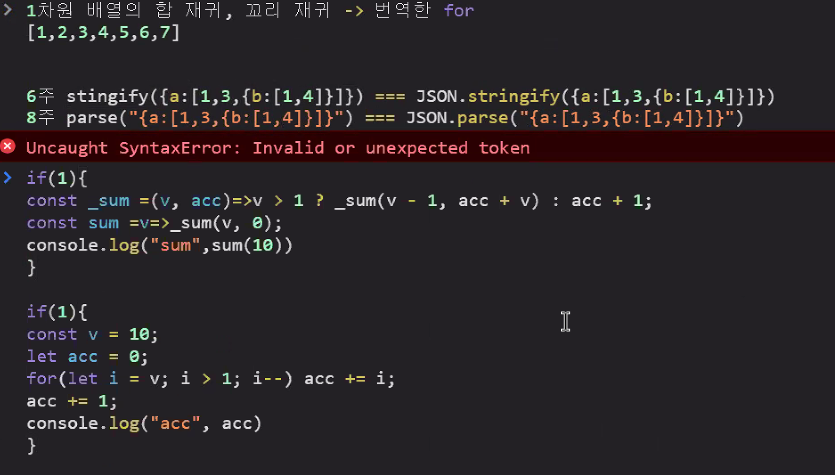 > 1차원 배열의 합 재귀, 꼬리 재귀 -> 번역한 for
[1,2,3,4,5,6,7]
6주 stingify({a:[1,3,{b:[1,4]}]}) === JSON.stringify({a:[1,3,{b:[1,4]}]})
8주 parse("{a:[1,3,{b:[1,4]}]}") === JSON.parse("{a:[1,3,{b:[1,4]}]}")
Uncaught SyntaxError: Invalid or unexpected token
> if(1){
const _sum =(v, acc)=>v > 1 ? _sum(v - 1, acc + v) : acc + 1;
const sum =v=>_sum(v, 0);
console.log("sum",sum(10))
}
if(1){
const v = 10;
let acc = 0;
for(let i = v; i > 1; i--) acc += i;
acc += 1;
console.log("acc", acc)
}